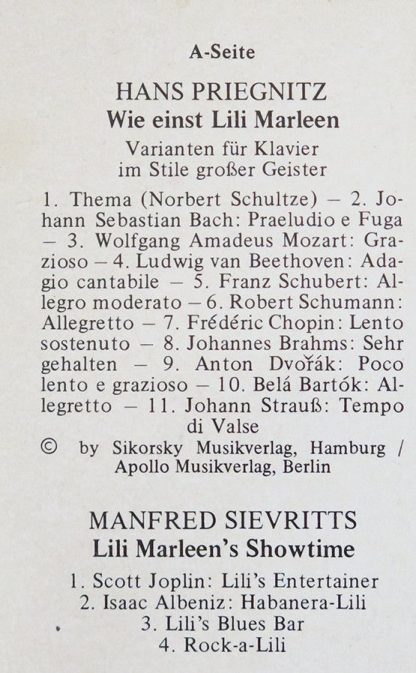 A-Seite
HANS PRIEGNITZ
Wie einst Lili Marleen
Varianten für Klavier
im Stile großer Geister
1. Thema (Norbert Schultze) – 2. Jo-
hann Sebastian Bach: Praeludio e Fuga
– 3. Wolfgang Amadeus Mozart: Gra-
zioso – 4. Ludwig van Beethoven: Ada-
gio cantabile – 5. Franz Schubert: Al-
legro moderato – 6. Robert Schumann:
Allegretto – 7. Frédéric Chopin: Lento
sostenuto – 8. Johannes Brahms: Sehr
gehalten – 9. Anton Dvořák: Poco
lento e grazioso – 10. Belá Bartók: Al-
legretto – 11. Johann Strauß: Tempo
di Valse
© by Sikorsky Musikverlag, Hamburg /
Apollo Musikverlag, Berlin
MANFRED SIEVRITTS
Lili Marleen's Showtime
1. Scott Joplin: Lili's Entertainer
2. Isaac Albeniz: Habanera-Lili
3. Lili's Blues Bar
4. Rock-a-Lili